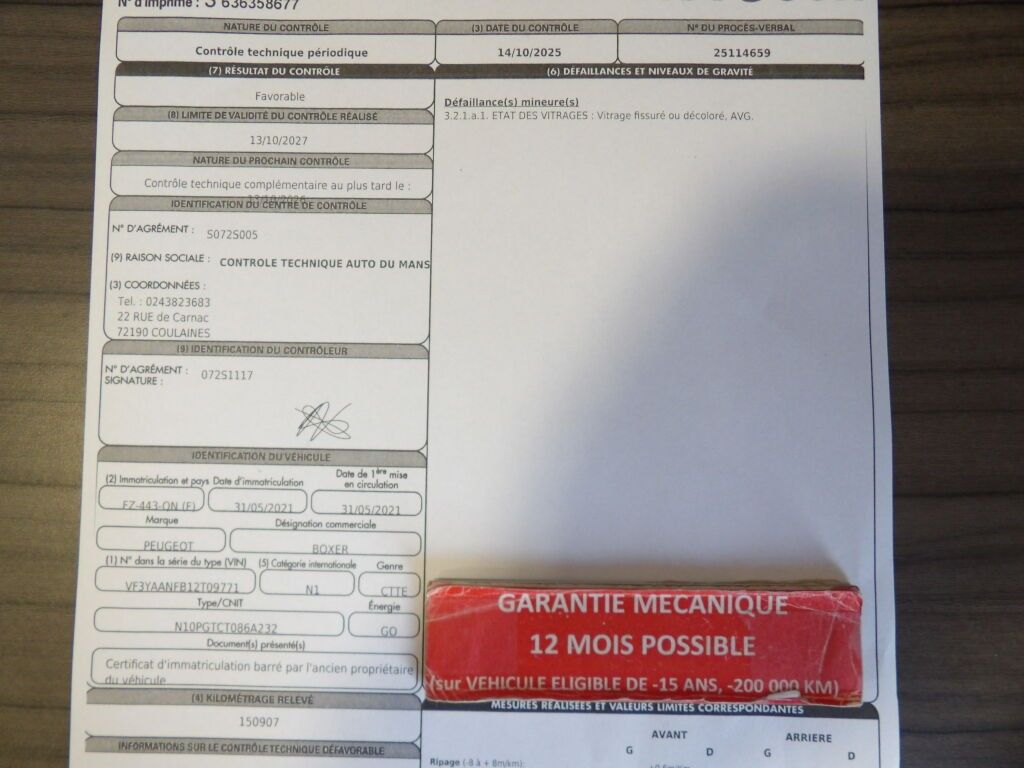 N° d'imprimé : S 636358677
NATURE DU CONTRÔLE
Contrôle technique périodique
(3) DATE DU CONTRÔLE
14/10/2025
N° DU PROCÈS-VERBAL
25114659
(7) RÉSULTAT DU CONTRÔLE
Favorable
(8) LIMITE DE VALIDITÉ DU CONTRÔLE RÉALISÉ
13/10/2027
NATURE DU PROCHAIN CONTRÔLE
Contrôle technique complémentaire au plus tard le :
13/10/2026
(6) DÉFAILLANCES ET NIVEAUX DE GRAVITÉ
Défaillance(s) mineure(s)
3.2.1.a.1. ETAT DES VITRAGES : Vitrage fissuré ou décoloré, AVG.
IDENTIFICATION DU CENTRE DE CONTRÔLE
N° D'AGRÉMENT : S072S005
(9) RAISON SOCIALE : CONTROLE TECHNIQUE AUTO DU MANS
(3) COORDONNÉES :
Tel. : 0243823683
22 RUE de Carnac
72190 COULAINES
(9) IDENTIFICATION DU CONTRÔLEUR
N° D'AGRÉMENT : 072S1117
SIGNATURE :
IDENTIFICATION DU VÉHICULE
(2) Immatriculation et pays
FZ-443-QN (F)
Date d'immatriculation
31/05/2021
Date de 1ère mise
en circulation
31/05/2021
Marque
PEUGEOT
Désignation commerciale
BOXER
(1) N° dans la série du type (VIN)
VF3YAANFB12T09771
(5) Catégorie internationale
N1
Genre
CTTE
Type/CNIT
N10PGTCT086A232
Énergie
GO
Document(s) présenté(s)
Certificat d'immatriculation barré par l'ancien propriétaire
du véhicule
(4) KILOMÉTRAGE RELEVÉ
150907
INFORMATIONS SUR LE CONTRÔLE TECHNIQUE DÉFAVORABLE
GARANTIE MECANIQUE
12 MOIS POSSIBLE
(sur VEHICULE ELIGIBLE DE -15 ANS, -200 000 KM)
MESURES RÉALISÉES ET VALEURS LIMITES CORRESPONDANTES
AVANT
ARRIERE
G D G D
Ripage (-8 à + 8m/km):